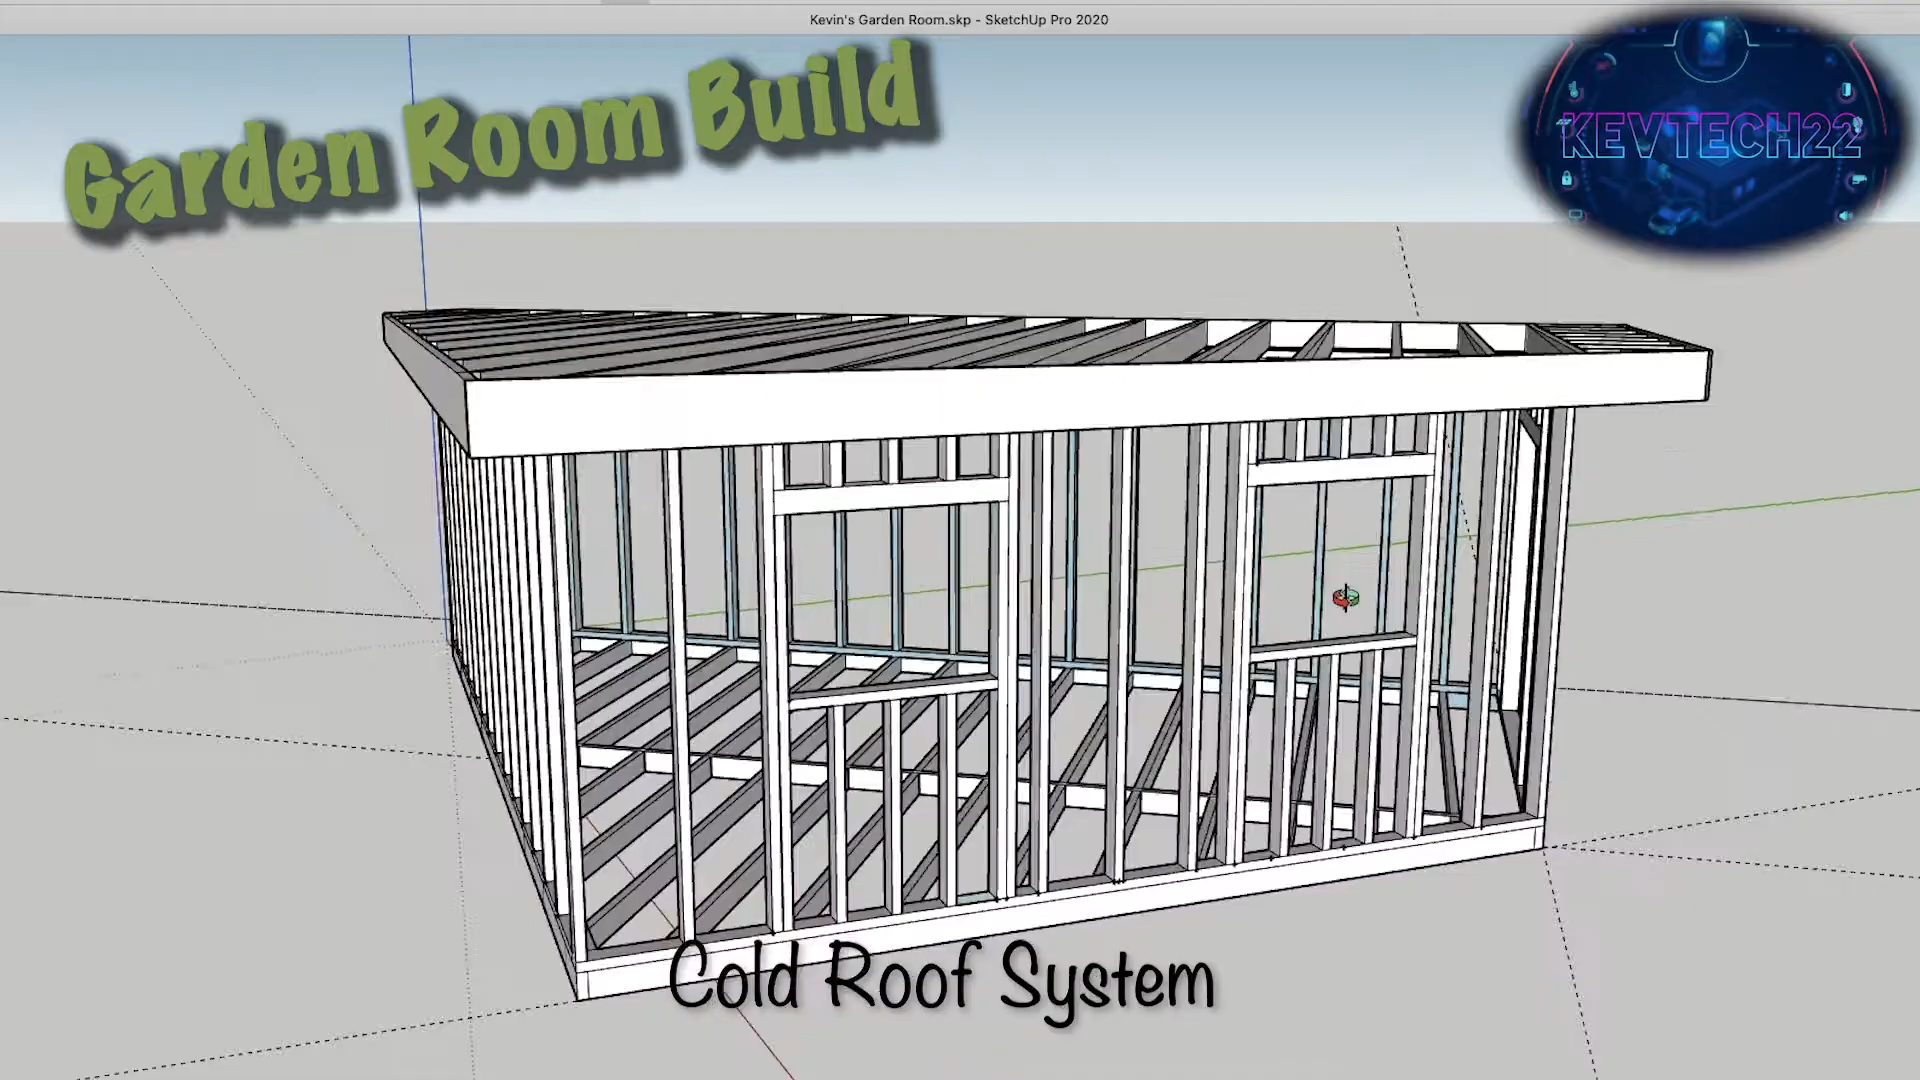 Kevin's Garden Room.skp - SketchUp Pro 2020
Garden Room Build
KEVTECH22
Cold Roof System